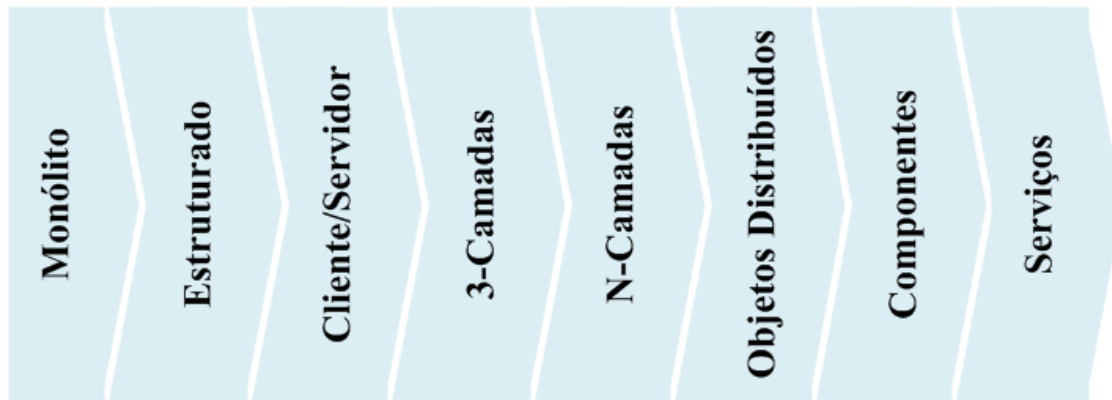 Monólito
Estruturado
Cliente/Servidor
3-Camadas
N-Camadas
Objetos Distribuídos
Componentes
Serviços